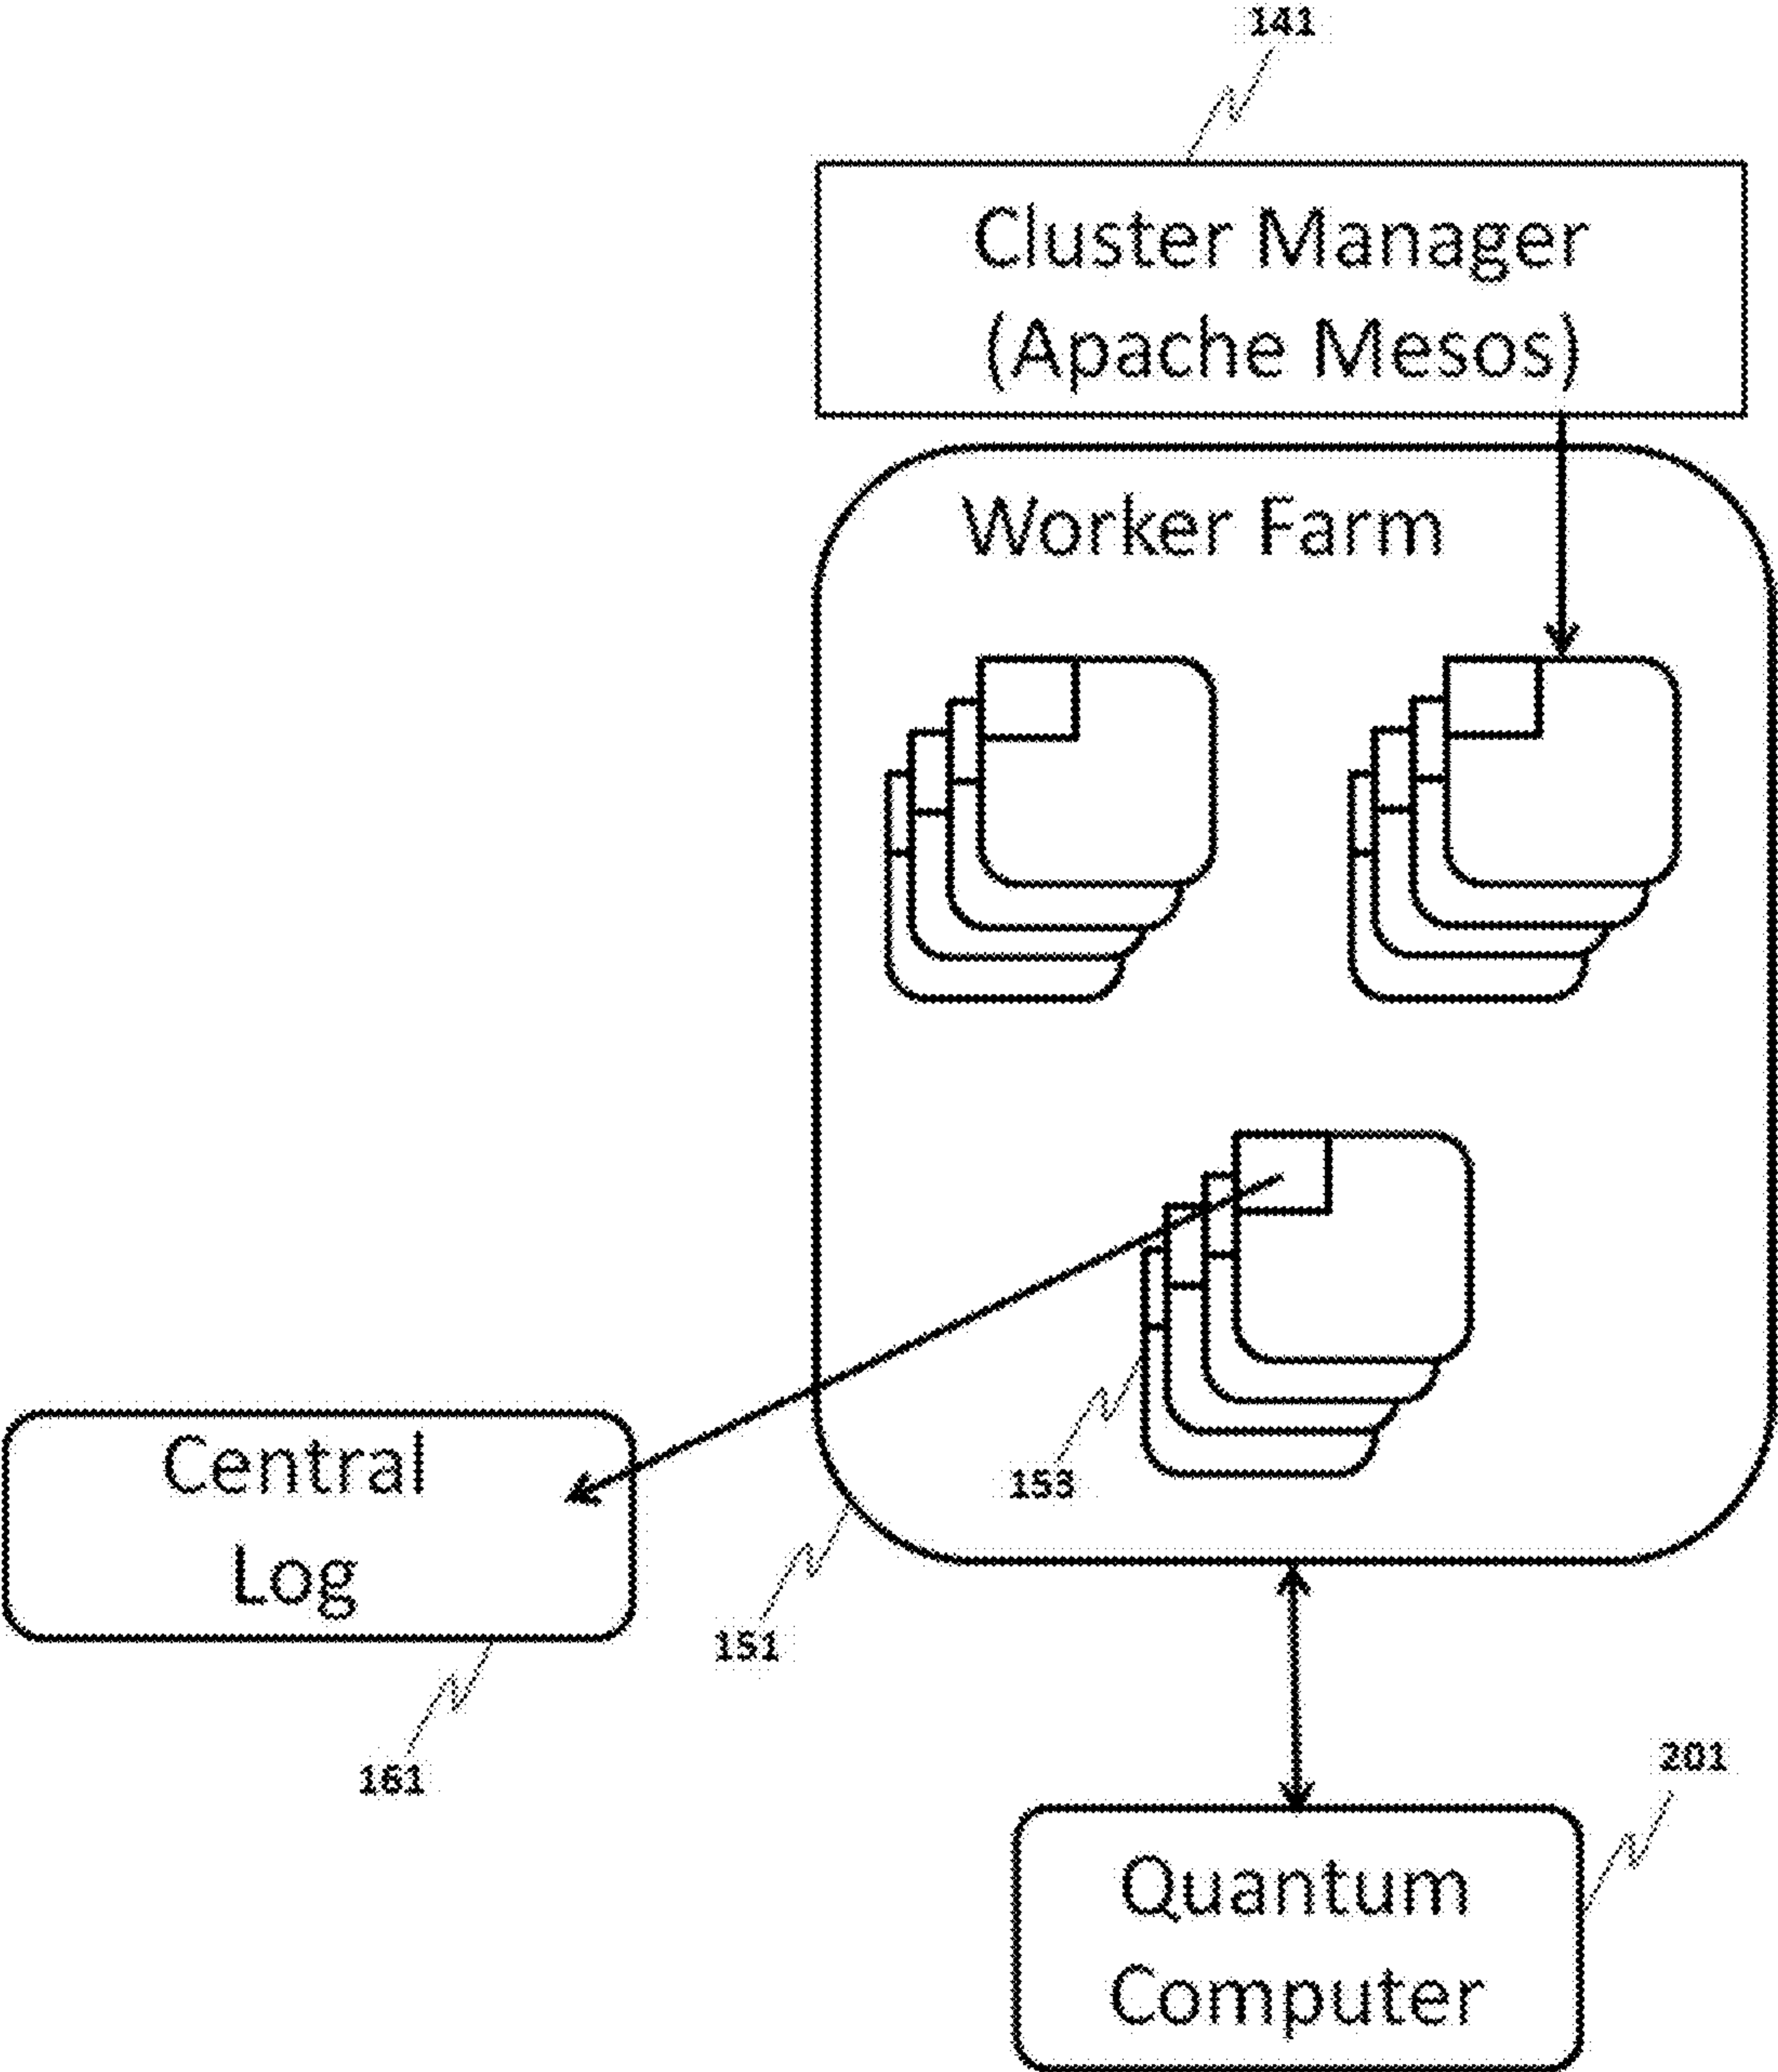 141
Cluster Manager
(Apache Mesos)
Worker Farm
153
Central
Log
151
161
201
Quantum
Computer